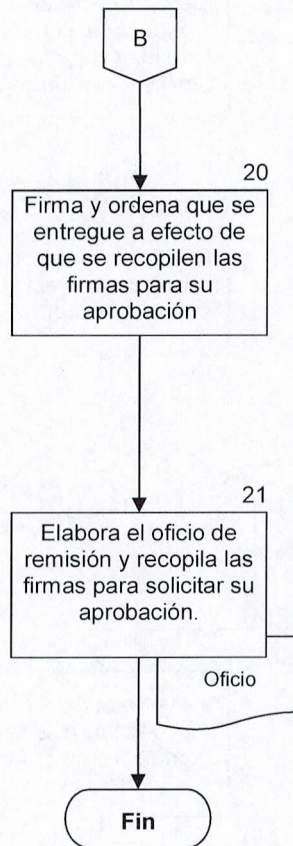 B
20
Firma y ordena que se
entregue a efecto de
que se recopilen las
firmas para su
aprobación
21
Elabora el oficio de
remisión y recopila las
firmas para solicitar su
aprobación.
Oficio
Fin